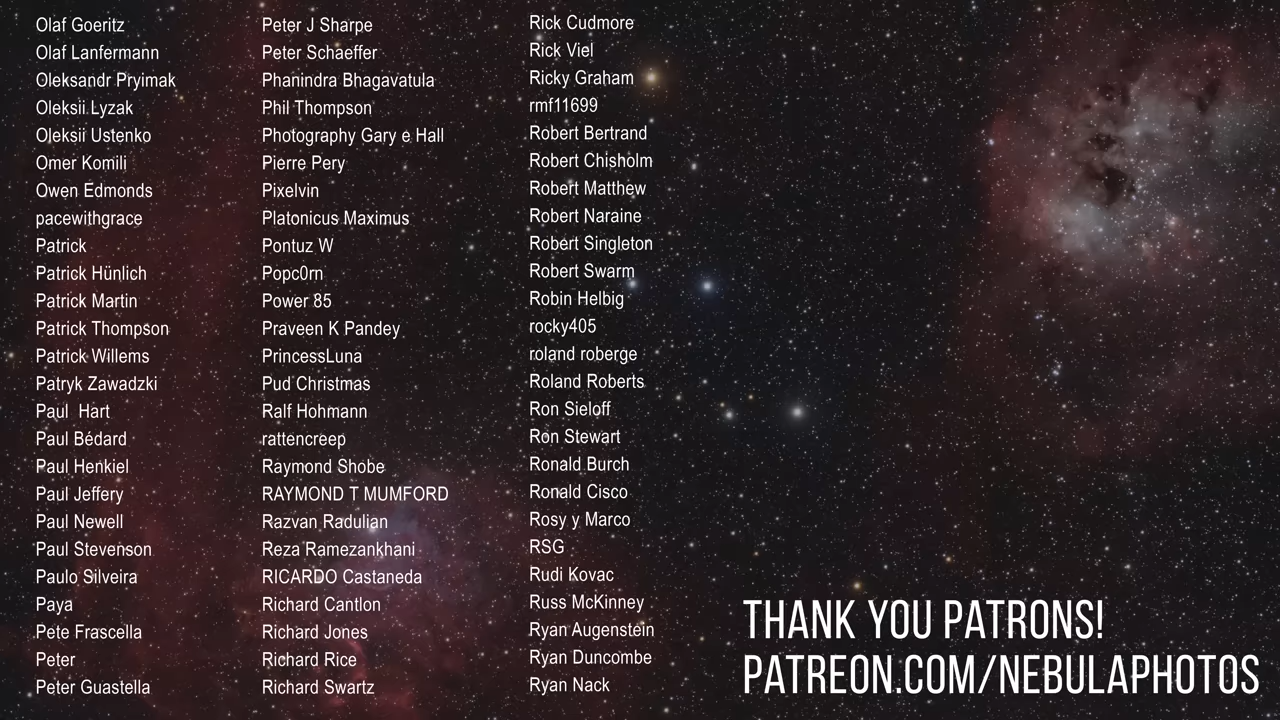 Olaf Goeritz
Olaf Lanfermann
Oleksandr Pryimak
Oleksii Lyzak
Oleksii Ustenko
Omer Komili
Owen Edmonds
pacewithgrace
Patrick
Patrick Hünlich
Patrick Martin
Patrick Thompson
Patrick Willems
Patryk Zawadzki
Paul  Hart
Paul Bédard
Paul Henkiel
Paul Jeffery
Paul Newell
Paul Stevenson
Paulo Silveira
Paya
Pete Frascella
Peter
Peter Guastella
Peter J Sharpe
Peter Schaeffer
Phanindra Bhagavatula
Phil Thompson
Photography Gary e Hall
Pierre Pery
Pixelvin
Platonicus Maximus
Pontuz W
Popc0rn
Power 85
Praveen K Pandey
PrincessLuna
Pud Christmas
Ralf Hohmann
rattencreep
Raymond Shobe
RAYMOND T MUMFORD
Razvan Radulian
Reza Ramezankhani
RICARDO Castaneda
Richard Cantlon
Richard Jones
Richard Rice
Richard Swartz
Rick Cudmore
Rick Viel
Ricky Graham
rmf11699
Robert Bertrand
Robert Chisholm
Robert Matthew
Robert Naraine
Robert Singleton
Robert Swarm
Robin Helbig
rocky405
roland roberge
Roland Roberts
Ron Sieloff
Ron Stewart
Ronald Burch
Ronald Cisco
Rosy y Marco
RSG
Rudi Kovac
Russ McKinney
Ryan Augenstein
Ryan Duncombe
Ryan Nack
THANK YOU PATRONS!
PATREON.COM/NEBULAPHOTOS